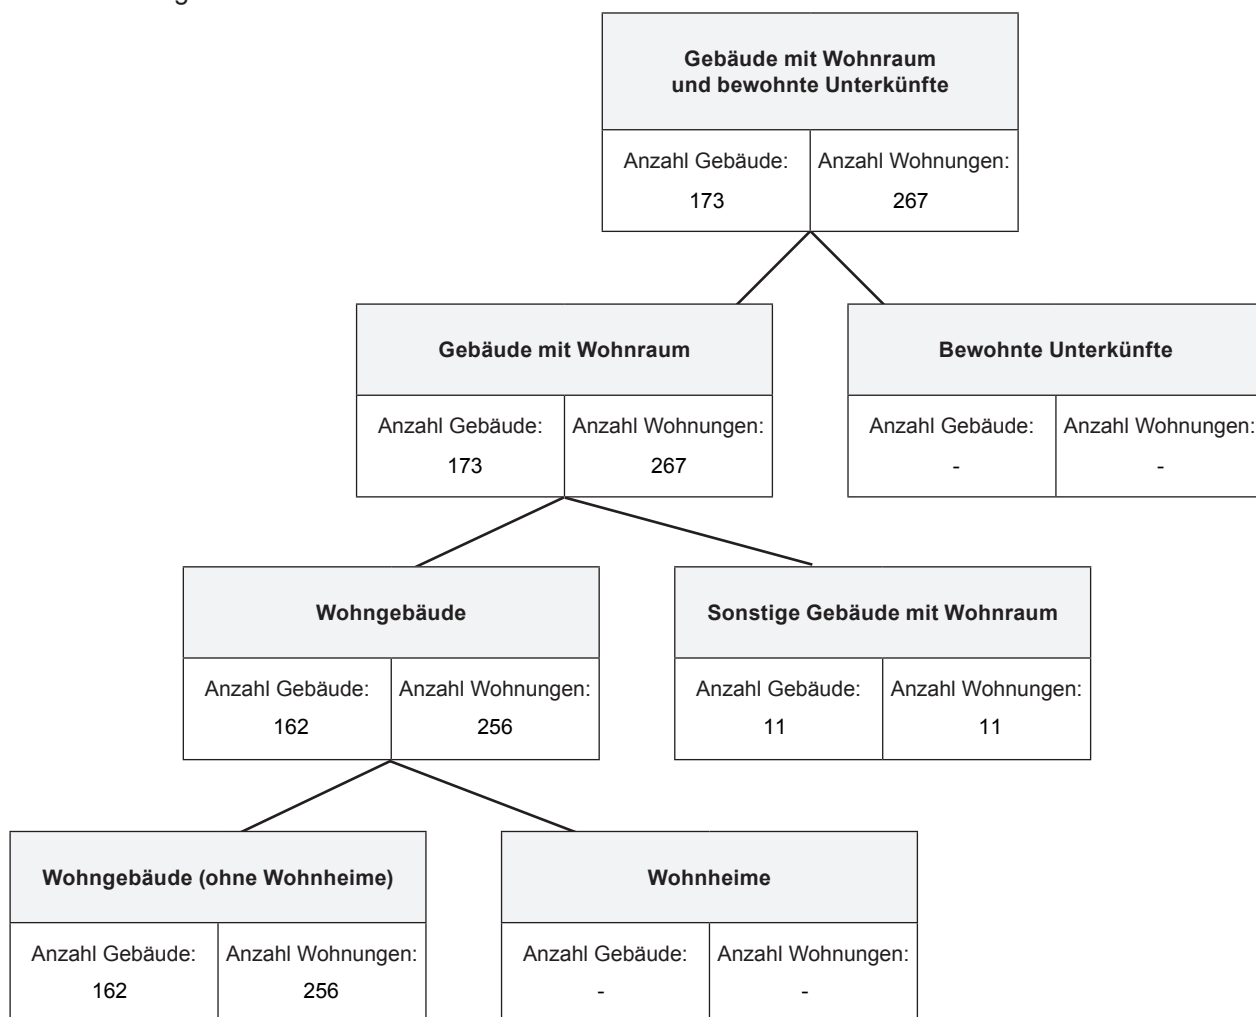 Gebäude mit Wohnraum
und bewohnte Unterkünfte
Anzahl Gebäude: Anzahl Wohnungen:
173 267
Gebäude mit Wohnraum
Anzahl Gebäude: Anzahl Wohnungen:
173 267
Bewohnte Unterkünfte
Anzahl Gebäude: Anzahl Wohnungen:
- -
Wohngebäude
Anzahl Gebäude: Anzahl Wohnungen:
162 256
Sonstige Gebäude mit Wohnraum
Anzahl Gebäude: Anzahl Wohnungen:
11 11
Wohngebäude (ohne Wohnheime)
Anzahl Gebäude: Anzahl Wohnungen:
162 256
Wohnheime
Anzahl Gebäude: Anzahl Wohnungen:
- -